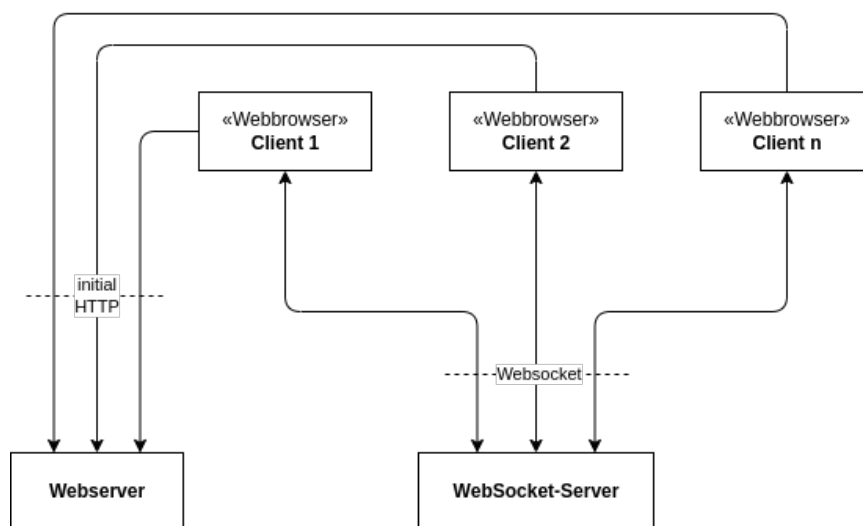 «Webbrowser»
Client 1
«Webbrowser»
Client 2
«Webbrowser»
Client n
initial
HTTP
Websocket
Webserver
WebSocket-Server